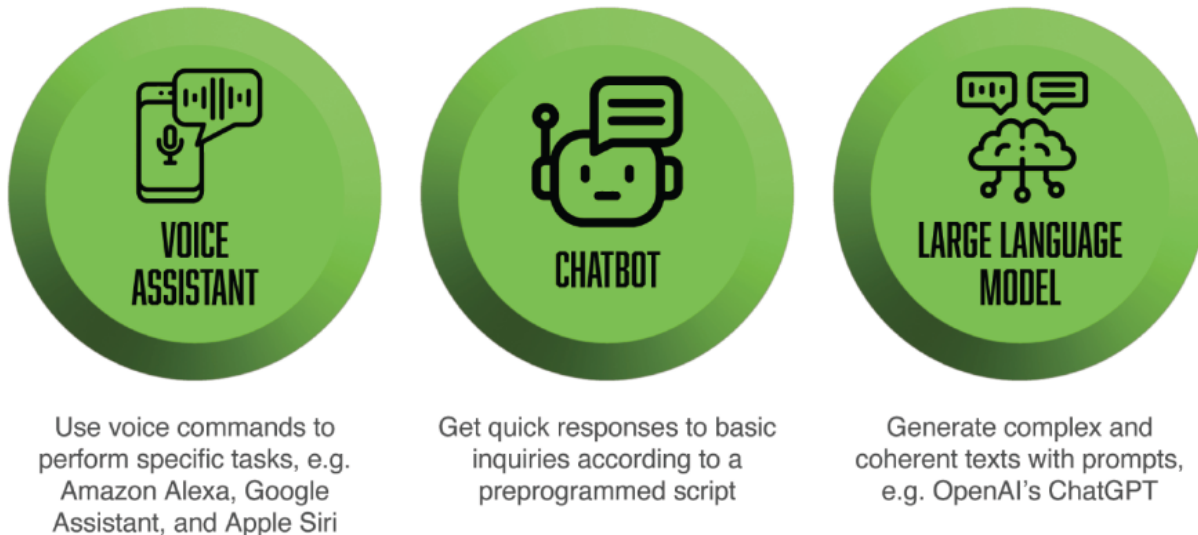 VOICE
ASSISTANT
Use voice commands to
perform specific tasks, e.g.
Amazon Alexa, Google
Assistant, and Apple Siri
CHATBOT
Get quick responses to basic
inquiries according to a
preprogrammed script
LARGE LANGUAGE
MODEL
Generate complex and
coherent texts with prompts,
e.g. OpenAI's ChatGPT